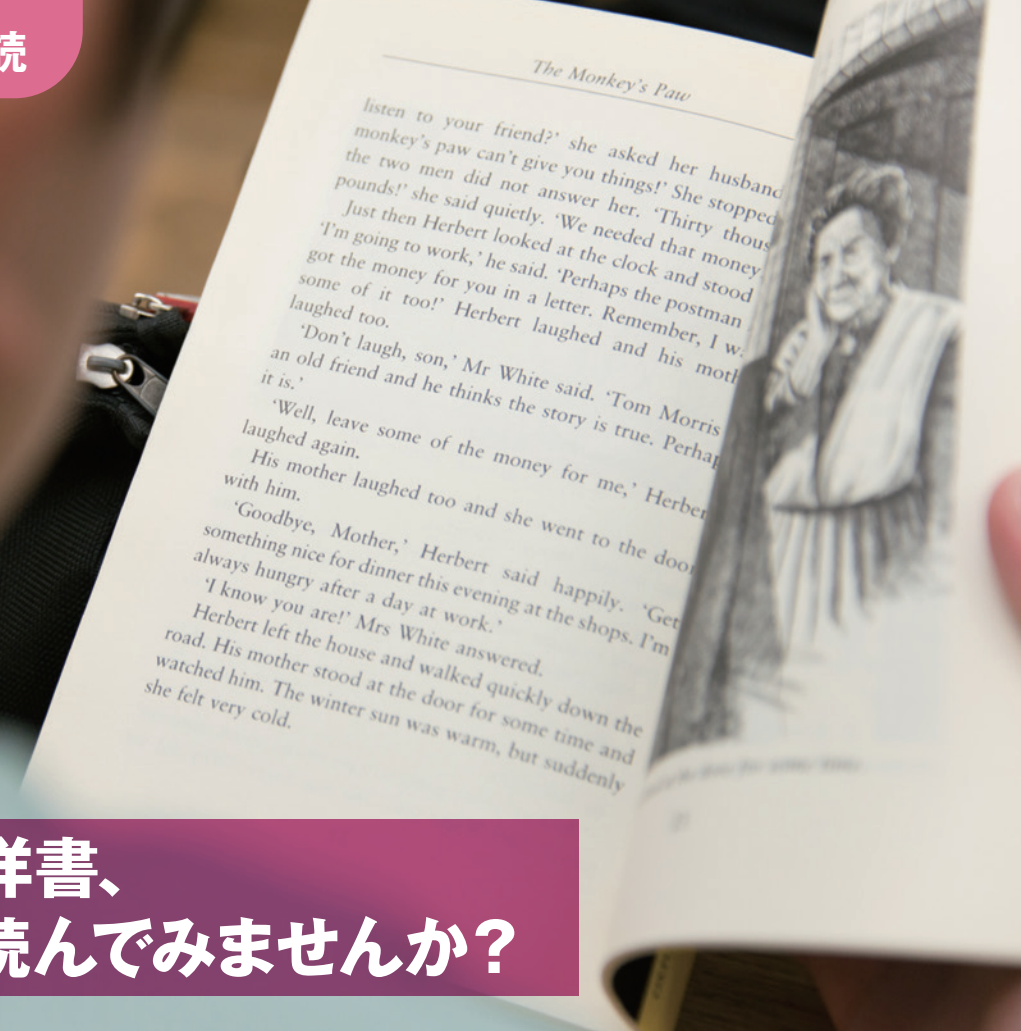 読
The Monkey's Paw
listen to your friend?' she asked her husband
monkey's paw can't give you things!' She stopped
the two men did not answer her. 'Thirty thous
pounds!' she said quietly. 'We needed that money
Just then Herbert looked at the clock and stood
'I'm going to work,' he said. 'Perhaps the postman
got the money for you in a letter. Remember, I w
some of it too!' Herbert laughed and his moth
laughed too.
'Don't laugh, son,' Mr White said. 'Tom Morris
an old friend and he thinks the story is true. Perhap
it is.'
'Well, leave some of the money for me,' Herber
laughed again.
His mother laughed too and she went to the door
with him.
'Goodbye, Mother,' Herbert said happily. 'Get
something nice for dinner this evening at the shops. I'm
always hungry after a day at work.'
'I know you are!' Mrs White answered.
Herbert left the house and walked quickly down the
road. His mother stood at the door for some time and
watched him. The winter sun was warm, but suddenly
she felt very cold.
洋書、
読んでみませんか？